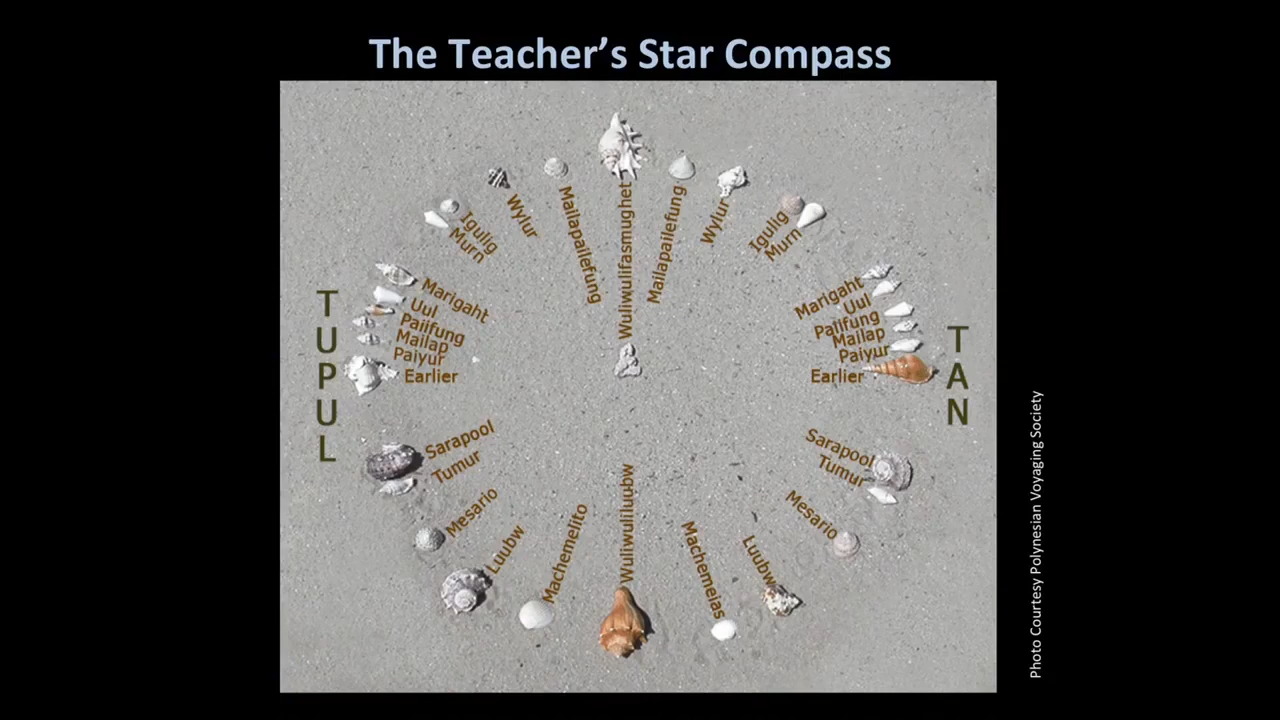 The Teacher's Star Compass
Wuliwulifasmughet
Mailapailefung
Wylur
Igulig
Murn
Marigaht
Uul
Paiifung
Mailap
Paiyur
Earlier
TAN
Sarapool
Tumur
Mesario
Luubw
Machemeias
Wuliwuliluubw
Machemelito
Luubw
Mesario
Tumur
Sarapool
TUPUL
Earlier
Paiyur
Mailap
Paiifung
Uul
Marigaht
Murn
Igulig
Wylur
Mailapailefung
Photo Courtesy Polynesian Voyaging Society